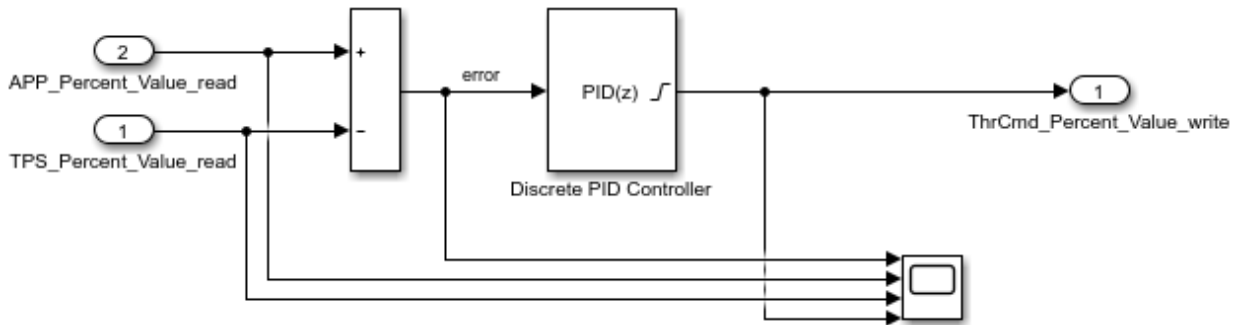 2
+
APP_Percent_Value_read
error
PID(z)
1
ThrCmd_Percent_Value_write
1
−
TPS_Percent_Value_read
Discrete PID Controller